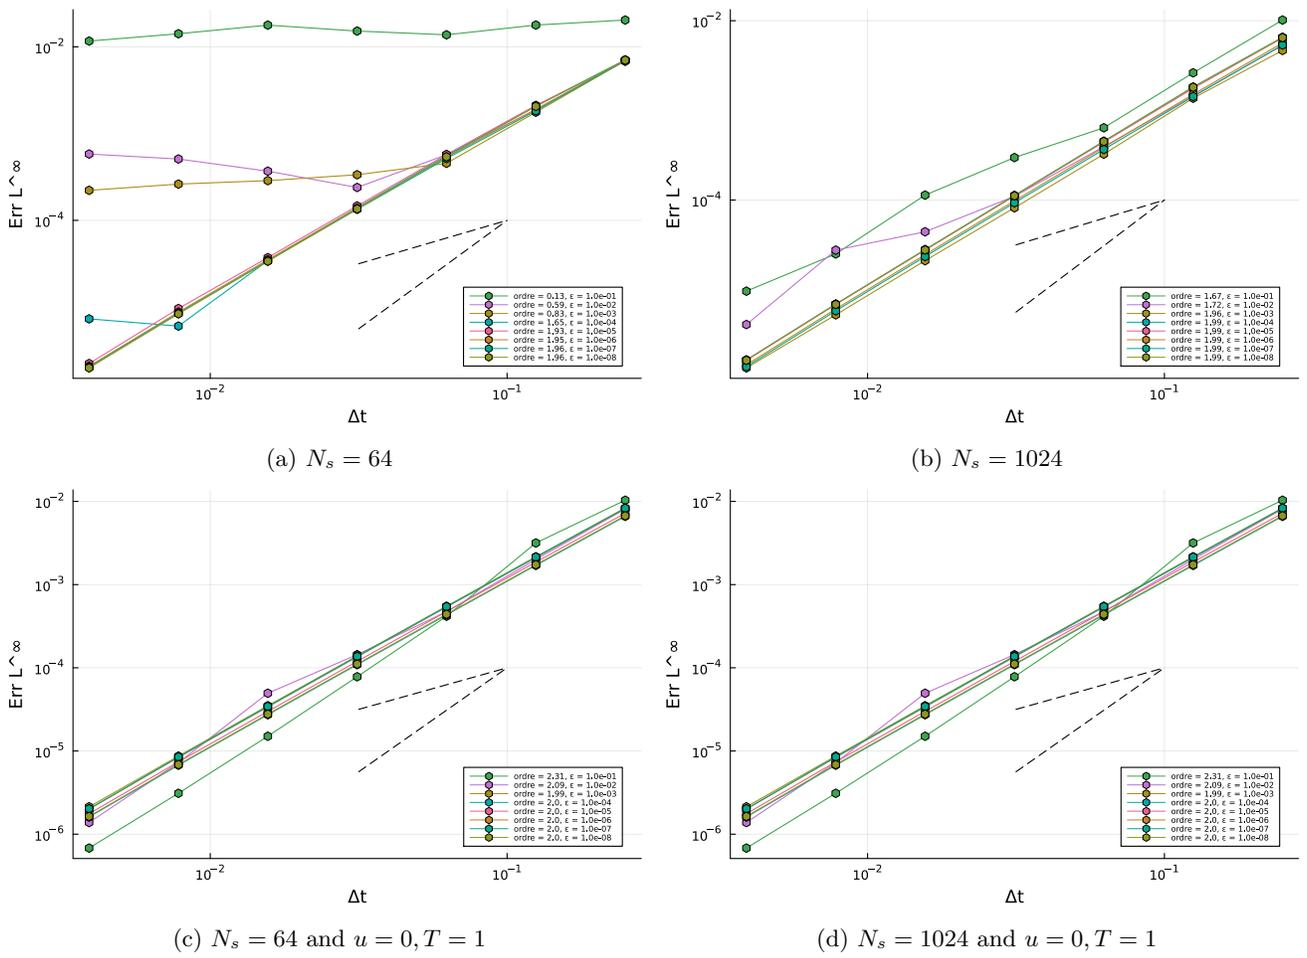 10⁻²
10⁻⁴
Err L^∞
10⁻²
10⁻¹
Δt
ordre = 0.13, ε = 1.0e-01
ordre = 0.59, ε = 1.0e-02
ordre = 0.83, ε = 1.0e-03
ordre = 1.65, ε = 1.0e-04
ordre = 1.93, ε = 1.0e-05
ordre = 1.95, ε = 1.0e-06
ordre = 1.96, ε = 1.0e-07
ordre = 1.96, ε = 1.0e-08
(a) Nₛ = 64
10⁻²
10⁻⁴
Err L^∞
10⁻²
10⁻¹
Δt
ordre = 1.67, ε = 1.0e-01
ordre = 1.72, ε = 1.0e-02
ordre = 1.96, ε = 1.0e-03
ordre = 1.99, ε = 1.0e-04
ordre = 1.99, ε = 1.0e-05
ordre = 1.99, ε = 1.0e-06
ordre = 1.99, ε = 1.0e-07
ordre = 1.99, ε = 1.0e-08
(b) Nₛ = 1024
10⁻²
10⁻³
10⁻⁴
10⁻⁵
10⁻⁶
Err L^∞
10⁻²
10⁻¹
Δt
ordre = 2.31, ε = 1.0e-01
ordre = 2.09, ε = 1.0e-02
ordre = 1.99, ε = 1.0e-03
ordre = 2.0, ε = 1.0e-04
ordre = 2.0, ε = 1.0e-05
ordre = 2.0, ε = 1.0e-06
ordre = 2.0, ε = 1.0e-07
ordre = 2.0, ε = 1.0e-08
(c) Nₛ = 64 and u = 0, T = 1
10⁻²
10⁻³
10⁻⁴
10⁻⁵
10⁻⁶
Err L^∞
10⁻²
10⁻¹
Δt
ordre = 2.31, ε = 1.0e-01
ordre = 2.09, ε = 1.0e-02
ordre = 1.99, ε = 1.0e-03
ordre = 2.0, ε = 1.0e-04
ordre = 2.0, ε = 1.0e-05
ordre = 2.0, ε = 1.0e-06
ordre = 2.0, ε = 1.0e-07
ordre = 2.0, ε = 1.0e-08
(d) Nₛ = 1024 and u = 0, T = 1